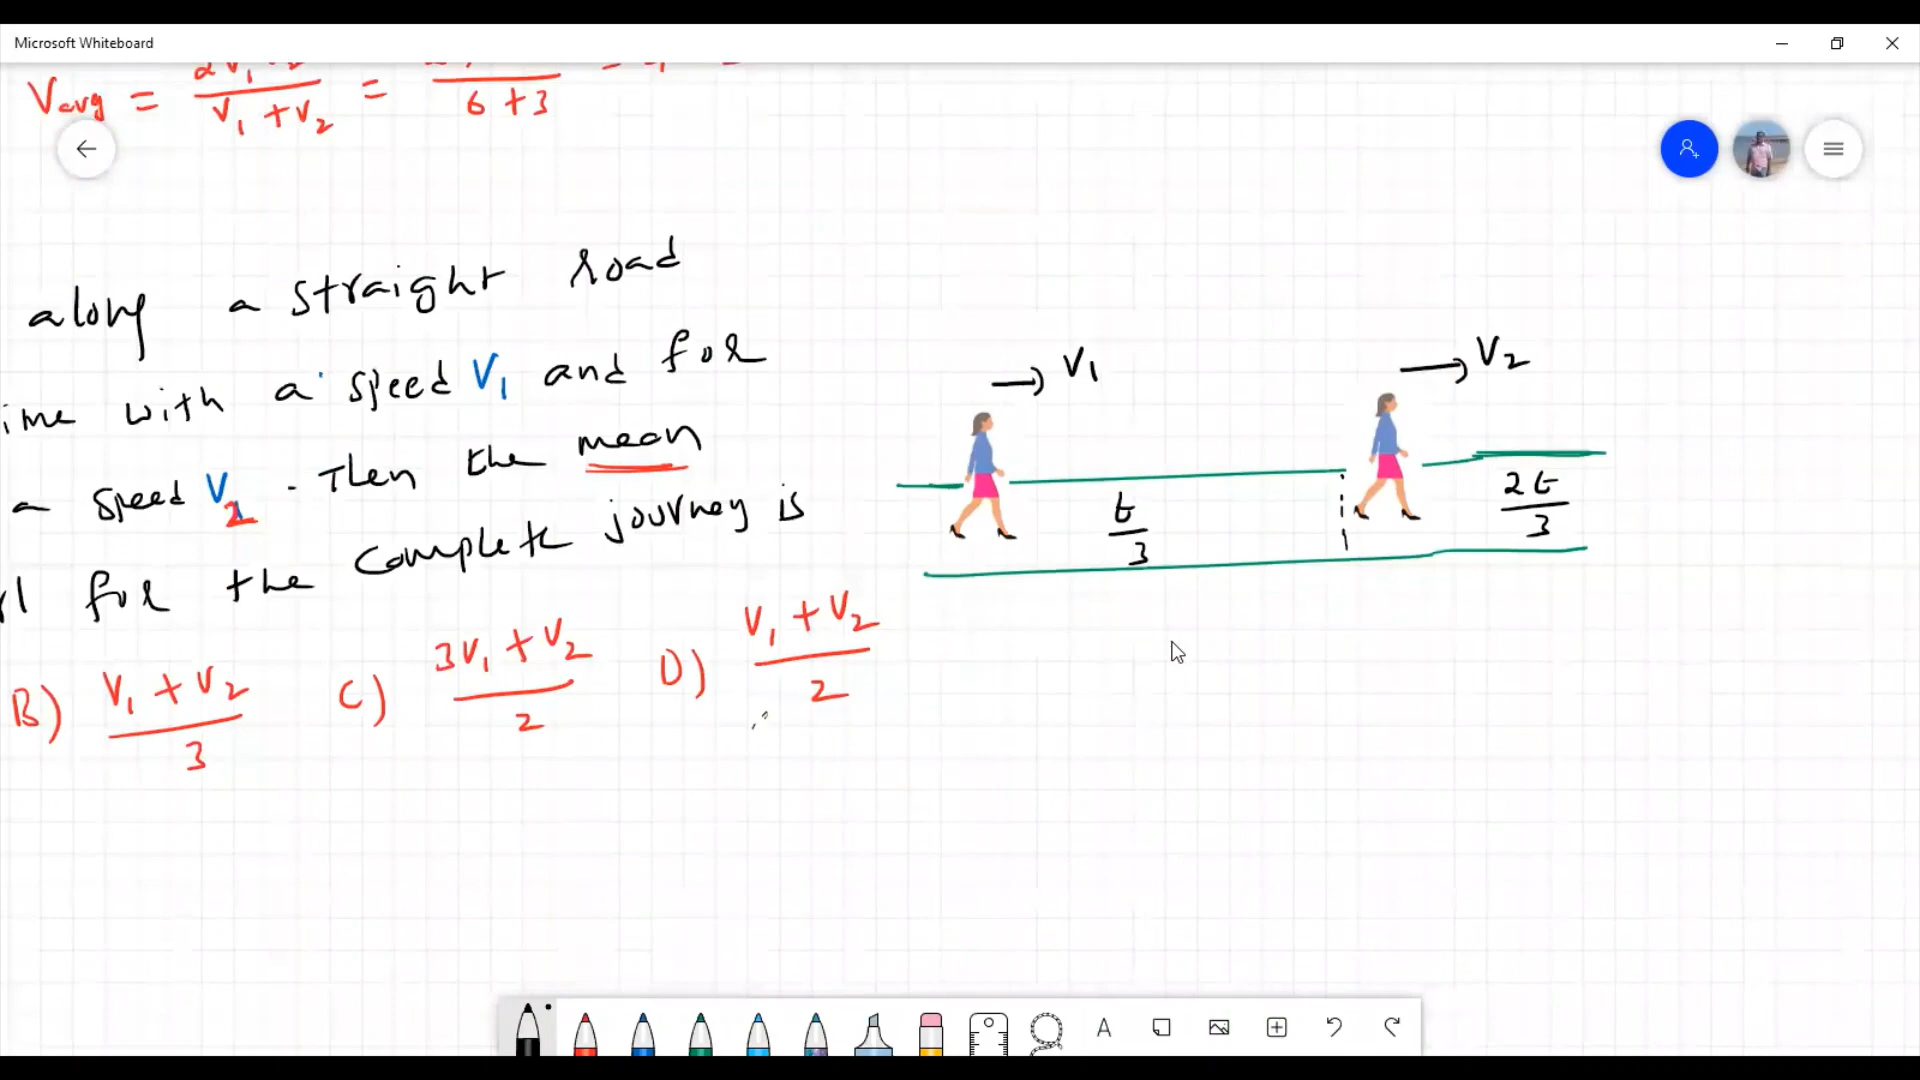 Microsoft Whiteboard
Vavg = / V1 + V2 = / 6 + 3
along a straight road
ime with a speed V1 and for
a speed V2. Then the mean
for the complete journey is
B) V1 + V2 / 3 C) 3V1 + V2 / 2 D) V1 + V2 / 2
→ V1
→ V2
t / 3
2t / 3
A